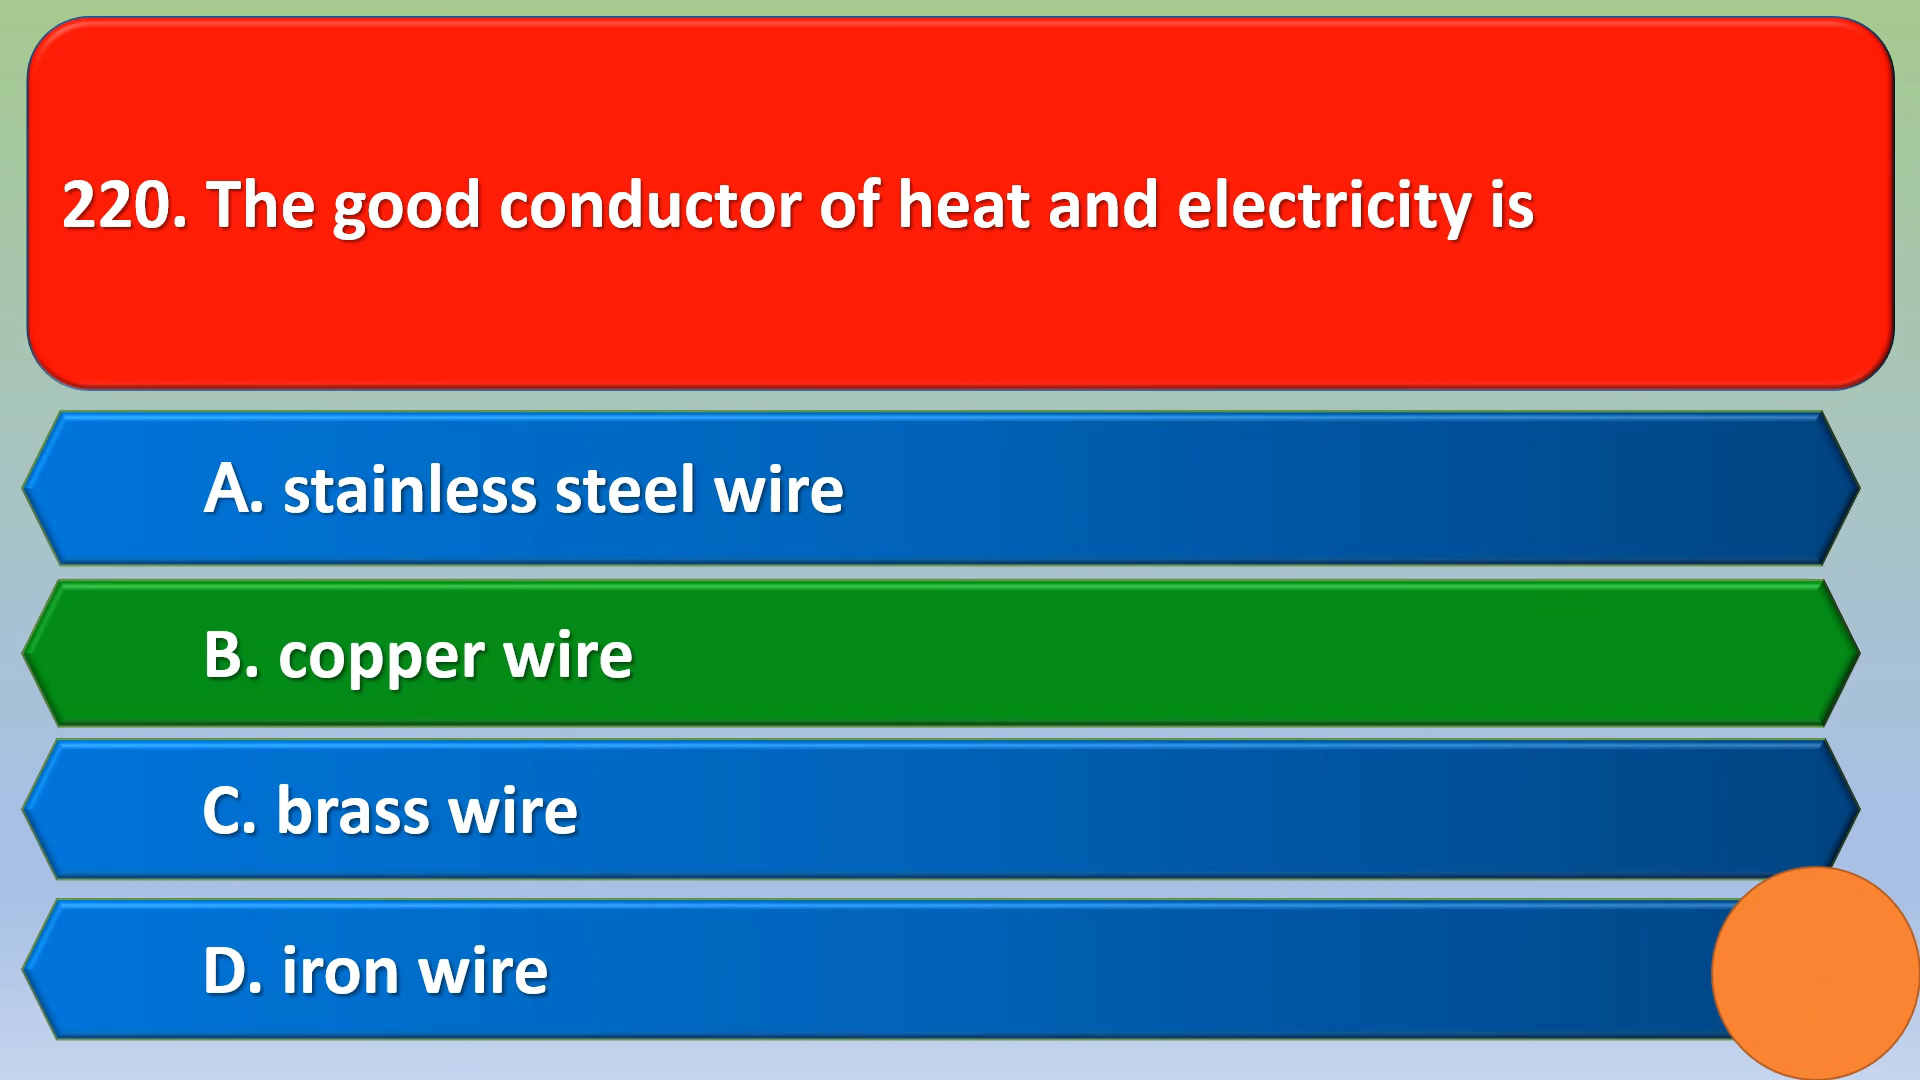 220. The good conductor of heat and electricity is
A. stainless steel wire
B. copper wire
C. brass wire
D. iron wire